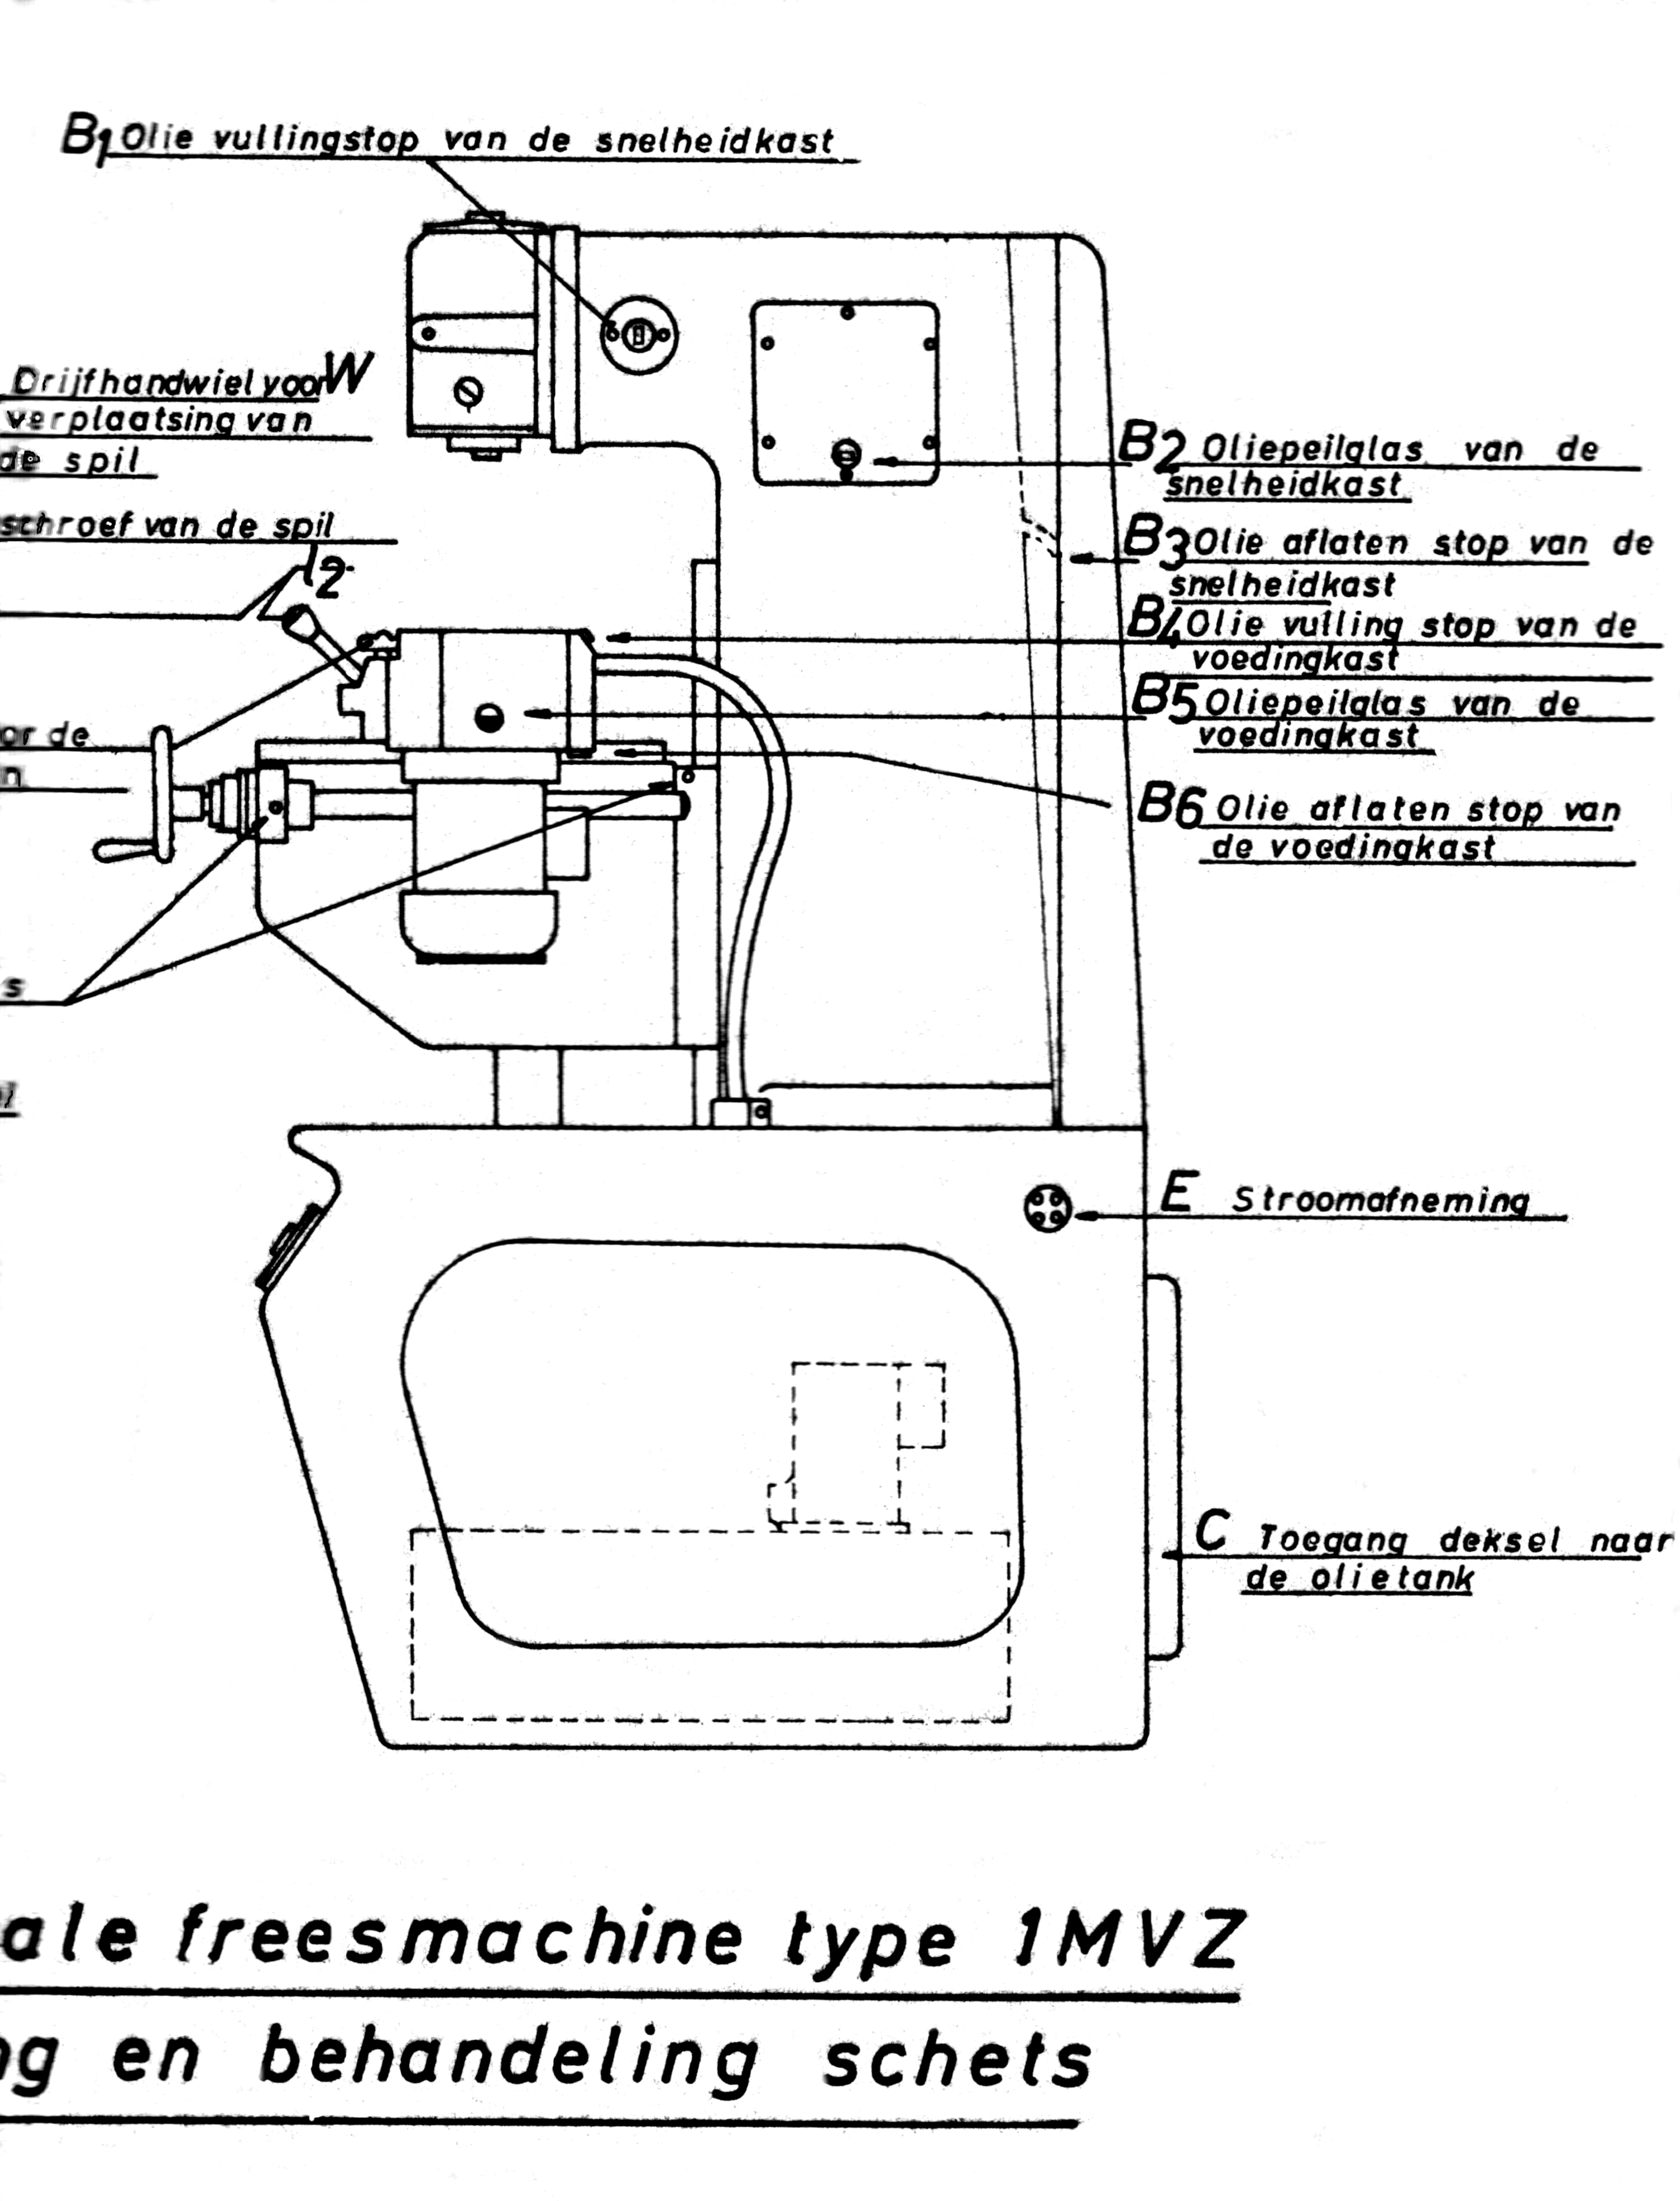 B1 Olie vullingstop van de snelheidkast
Drijfhandwiel voor W
verplaatsing van
de spil
schroef van de spil
l2
or de
n
s
B2 Oliepeilglas van de
snelheidkast
B3 Olie aflaten stop van de
snelheidkast
B4 Olie vulling stop van de
voedingkast
B5 Oliepeilglas van de
voedingkast
B6 Olie aflaten stop van
de voedingkast
E Stroomafneming
C Toegang deksel naar
de olietank
ale freesmachine type 1MVZ
g en behandeling schets